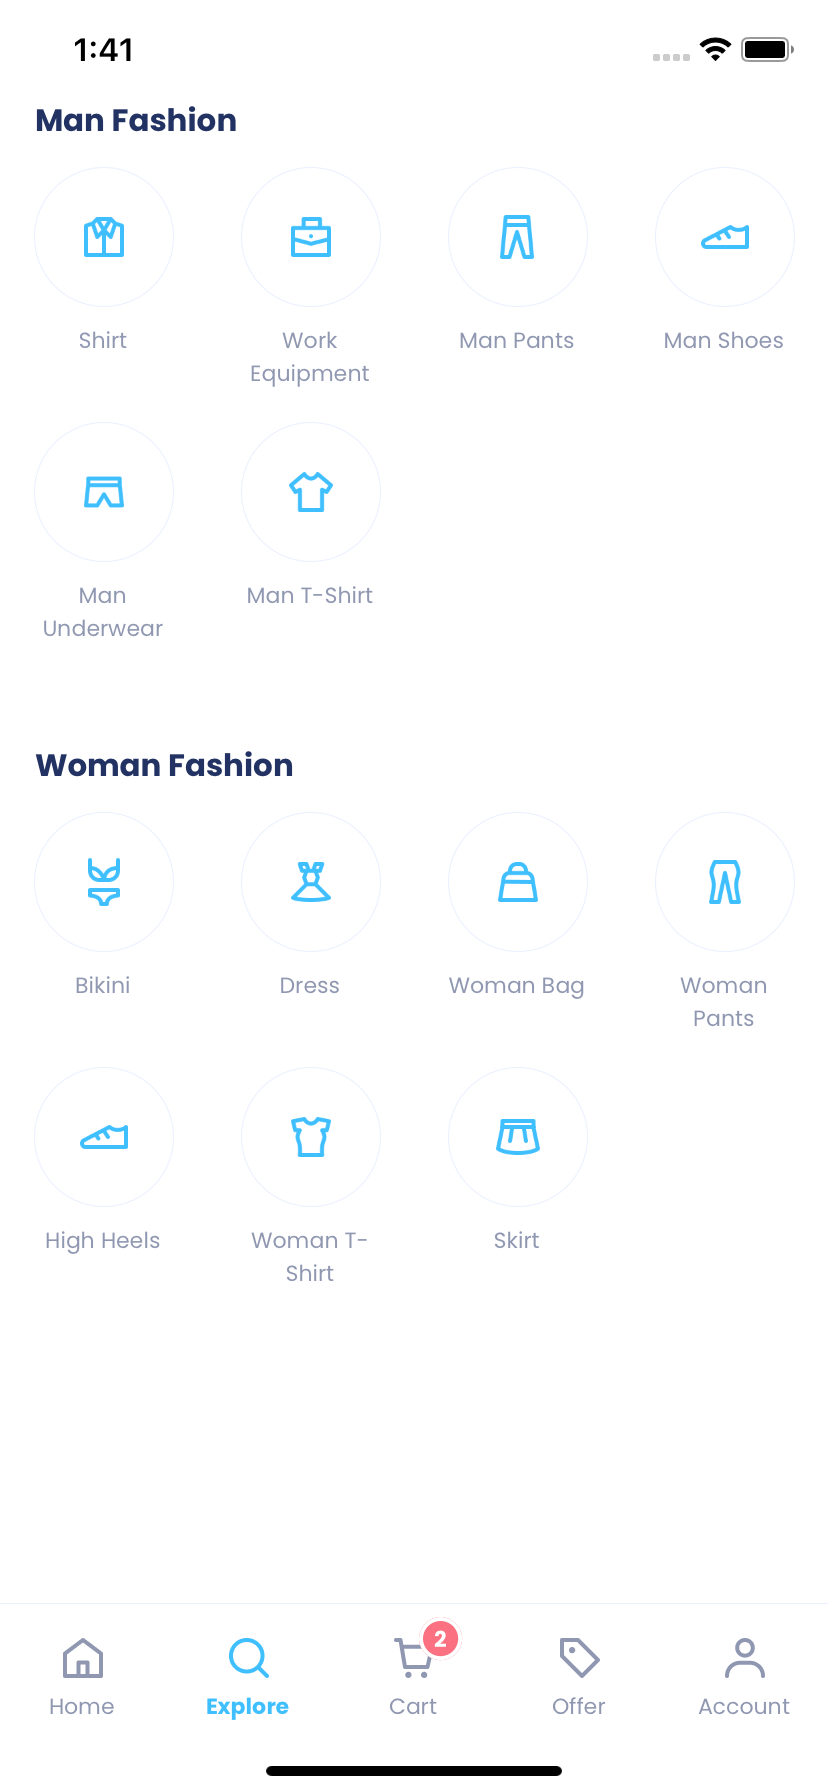 1:41
Man Fashion
Shirt
Work
Equipment
Man Pants
Man Shoes
Man
Underwear
Man T-Shirt
Woman Fashion
Bikini
Dress
Woman Bag
Woman
Pants
High Heels
Woman T-
Shirt
Skirt
2
Home
Explore
Cart
Offer
Account